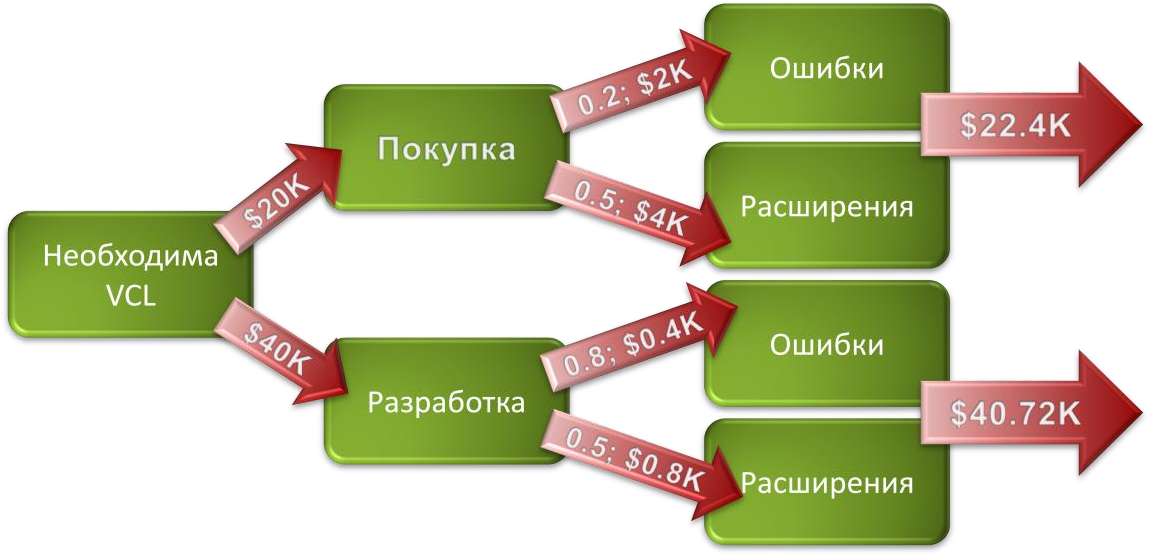 Необходима
VCL
$20K
$40K
Покупка
0.2; $2K
0.5; $4K
Ошибки
Расширения
$22.4K
Разработка
0.8; $0.4K
0.5; $0.8K
Ошибки
Расширения
$40.72K